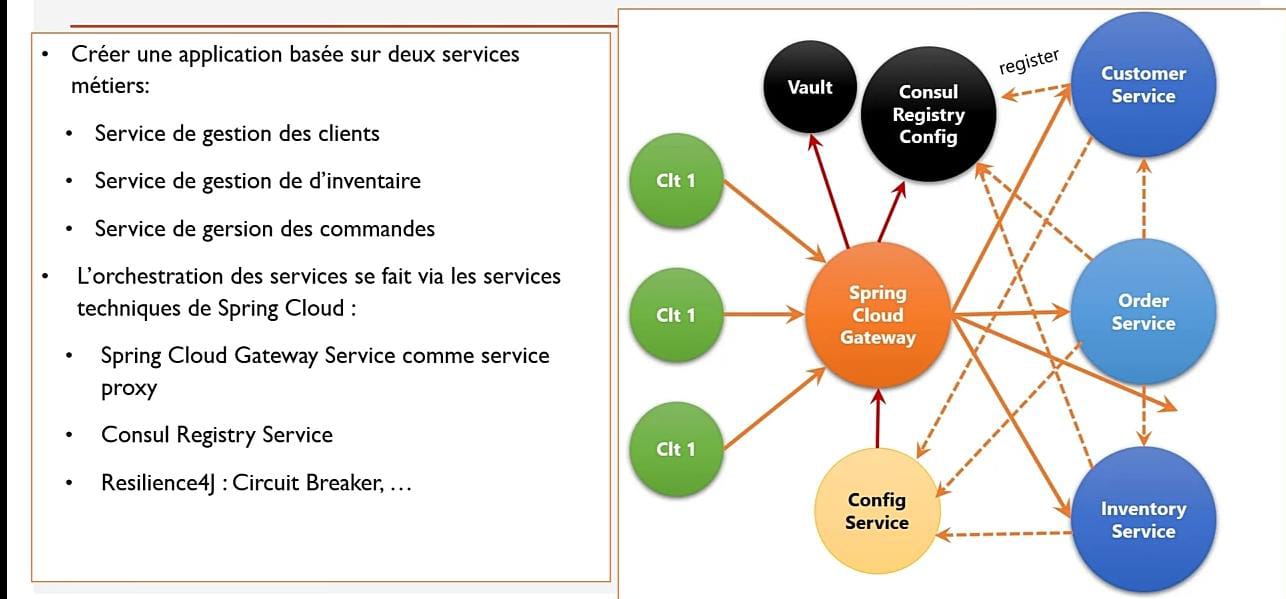 • Créer une application basée sur deux services
métiers:
• Service de gestion des clients
• Service de gestion de d’inventaire
• Service de gersion des commandes
• L’orchestration des services se fait via les services
techniques de Spring Cloud :
• Spring Cloud Gateway Service comme service
proxy
• Consul Registry Service
• Resilience4J : Circuit Breaker, …
Vault
Consul
Registry
Config
register
Customer
Service
Clt 1
Clt 1
Clt 1
Spring
Cloud
Gateway
Order
Service
Config
Service
Inventory
Service